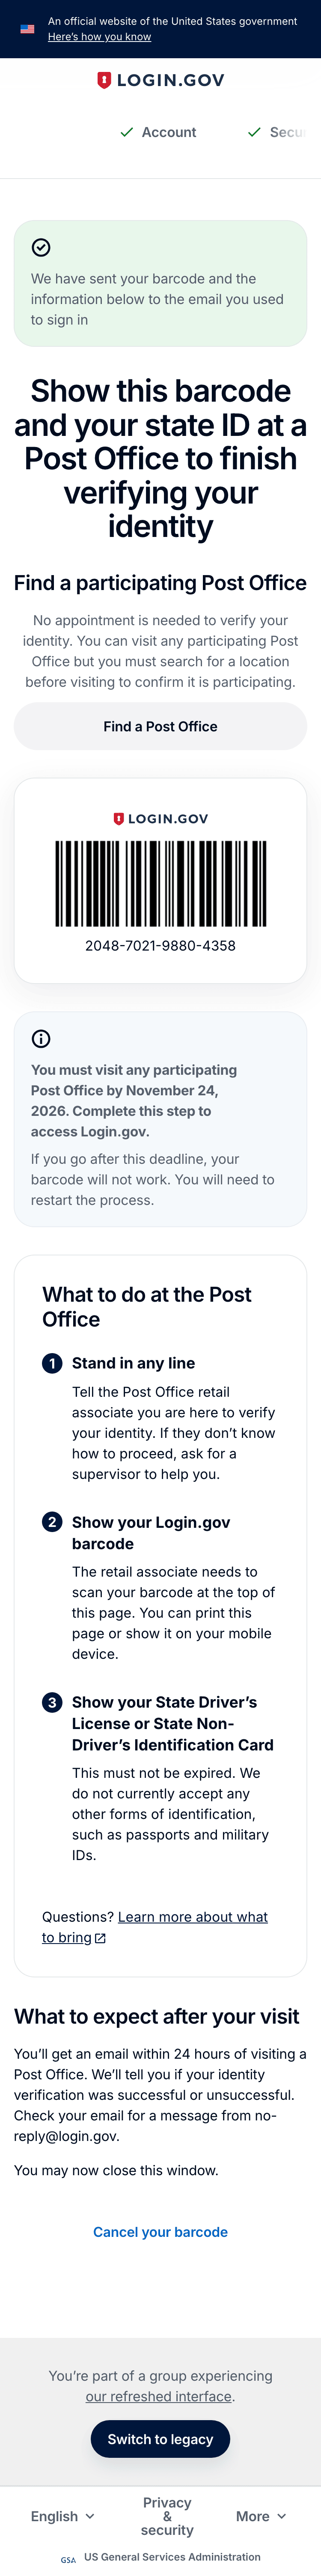 An official website of the United States government
Here's how you know
LOGIN.GOV
Account
Secu
We have sent your barcode and the
information below to the email you used
to sign in
Show this barcode
and your state ID at a
Post Office to finish
verifying your
identity
Find a participating Post Office
No appointment is needed to verify your
identity. You can visit any participating Post
Office but you must search for a location
before visiting to confirm it is participating.
Find a Post Office
LOGIN.GOV
2048-7021-9880-4358
You must visit any participating
Post Office by November 24,
2026. Complete this step to
access Login.gov.
If you go after this deadline, your
barcode will not work. You will need to
restart the process.
What to do at the Post
Office
1 Stand in any line
Tell the Post Office retail
associate you are here to verify
your identity. If they don't know
how to proceed, ask for a
supervisor to help you.
2 Show your Login.gov
barcode
The retail associate needs to
scan your barcode at the top of
this page. You can print this
page or show it on your mobile
device.
3 Show your State Driver's
License or State Non-
Driver's Identification Card
This must not be expired. We
do not currently accept any
other forms of identification,
such as passports and military
IDs.
Questions? Learn more about what
to bring
What to expect after your visit
You'll get an email within 24 hours of visiting a
Post Office. We'll tell you if your identity
verification was successful or unsuccessful.
Check your email for a message from no-
reply@login.gov.
You may now close this window.
Cancel your barcode
You're part of a group experiencing
our refreshed interface.
Switch to legacy
English
Privacy
&
security
More
GSA US General Services Administration